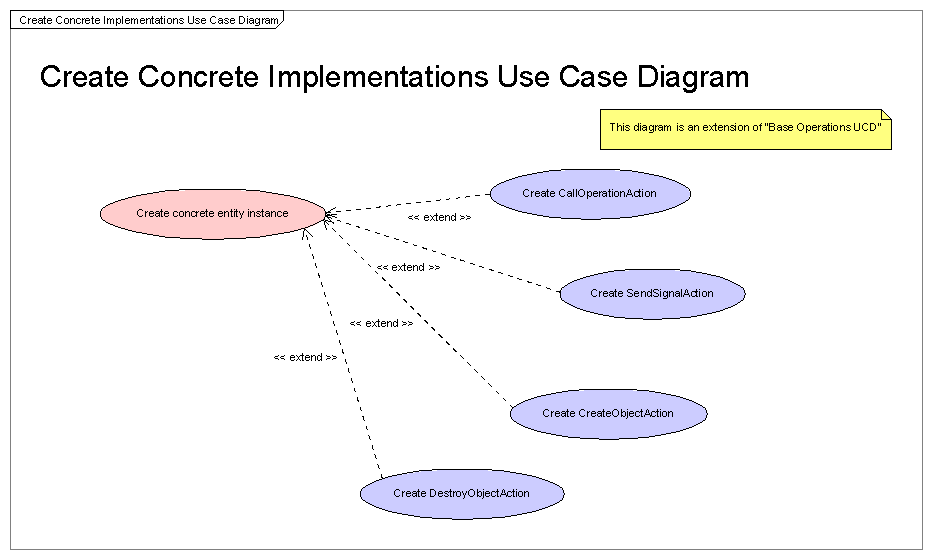 Create Concrete Implementations Use Case Diagram
Create Concrete Implementations Use Case Diagram
This diagram is an extension of "Base Operations UCD"
Create CallOperationAction
Create concrete entity instance
<< extend >>
<< extend >>
Create SendSignalAction
<< extend >>
<< extend >>
Create CreateObjectAction
Create DestroyObjectAction